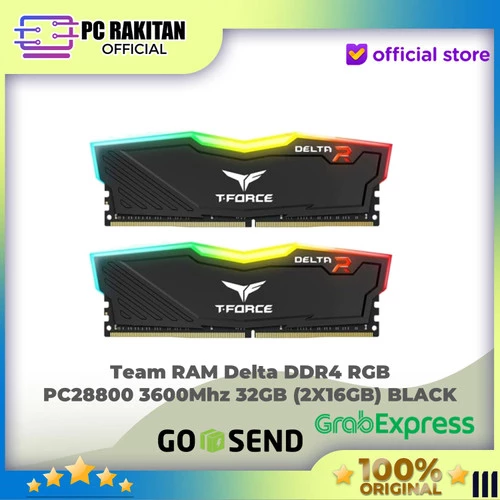 PC RAKITAN
OFFICIAL
official store
DELTA R
T-FORCE
DELTA R
T-FORCE
Team RAM Delta DDR4 RGB
PC28800 3600Mhz 32GB (2X16GB) BLACK
GO SEND
GrabExpress
100%
ORIGINAL